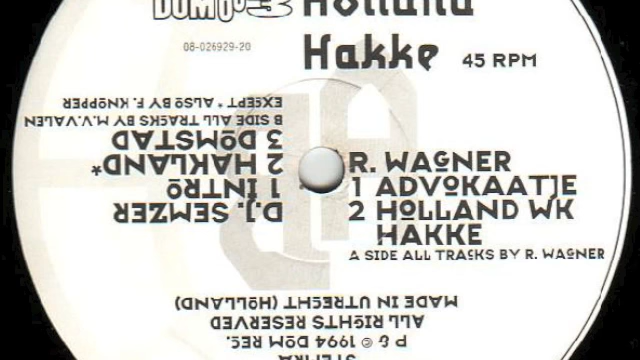 Holland
08-026929-20
Hakke 45 RPM
R. WAGNER
1 ADVOKAATJE
2 HOLLAND WK
HAKKE
A SIDE ALL TRACKS BY R. WAGNER
STEMRA
P & © 1994 DOM REC.
ALL RIGHTS RESERVED
MADE IN UTRECHT (HOLLAND)
D.J. SEMZER
1 INTRO
2 HAKLAND*
3 DOMSTAD
B SIDE ALL TRACKS BY M.V.VALEN
EXCEPT * ALSO BY F. KNOPPER